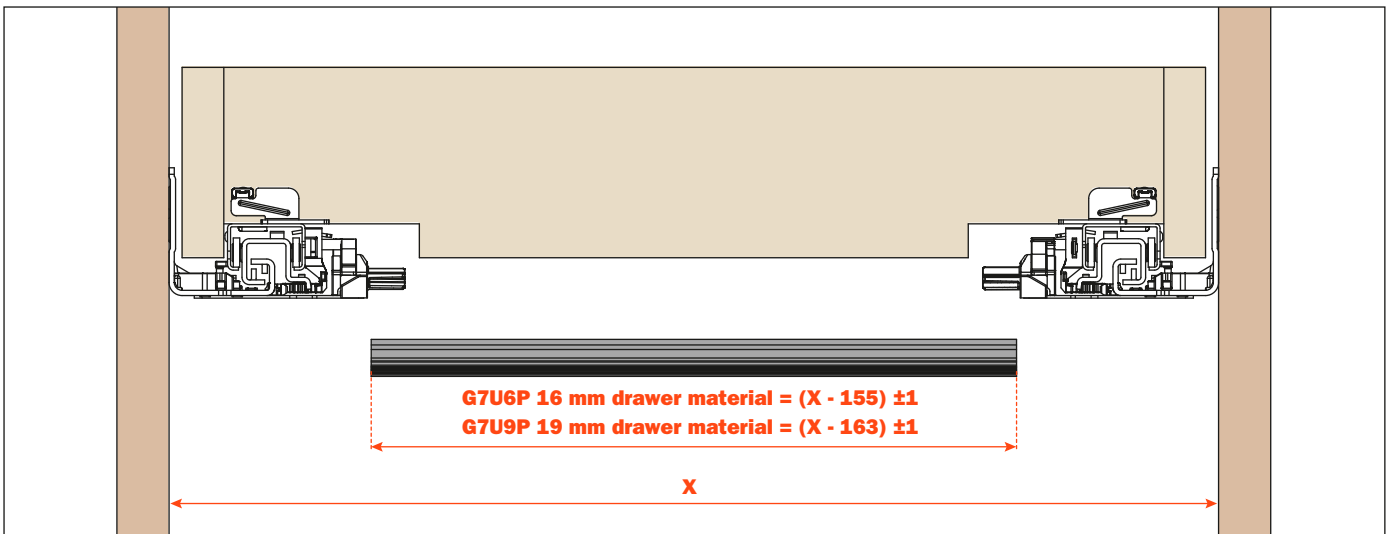 G7U6P 16 mm drawer material = (X - 155) ±1
G7U9P 19 mm drawer material = (X - 163) ±1
X